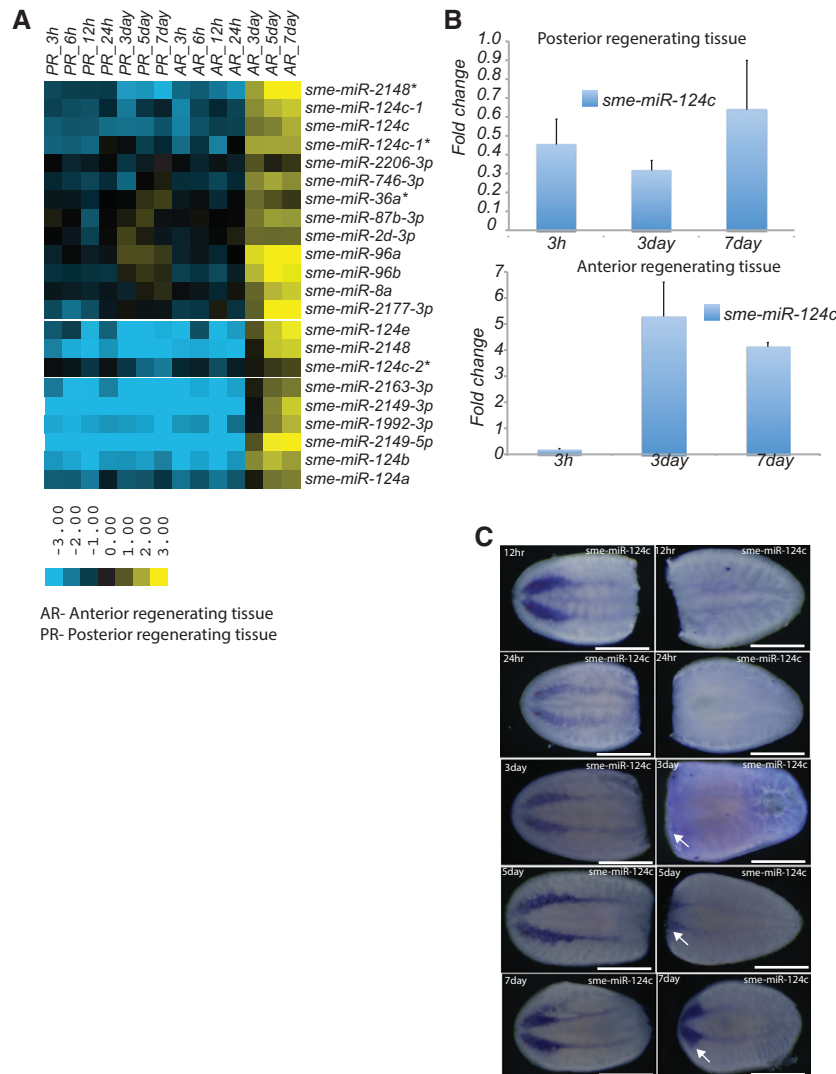 A
PR_3h
PR_6h
PR_12h
PR_24h
PR_3day
PR_5day
PR_7day
AR_3h
AR_6h
AR_12h
AR_24h
AR_3day
AR_5day
AR_7day
sme-miR-2148*
sme-miR-124c-1
sme-miR-124c
sme-miR-124c-1*
sme-miR-2206-3p
sme-miR-746-3p
sme-miR-36a*
sme-miR-87b-3p
sme-miR-2d-3p
sme-miR-96a
sme-miR-96b
sme-miR-8a
sme-miR-2177-3p
sme-miR-124e
sme-miR-2148
sme-miR-124c-2*
sme-miR-2163-3p
sme-miR-2149-3p
sme-miR-1992-3p
sme-miR-2149-5p
sme-miR-124b
sme-miR-124a
-3.00
-2.00
-1.00
0.00
1.00
2.00
3.00
AR- Anterior regenerating tissue
PR- Posterior regenerating tissue
B
Posterior regenerating tissue
sme-miR-124c
Fold change
1.0
0.9
0.8
0.7
0.6
0.5
0.4
0.3
0.2
0.1
0
3h
3day
7day
Anterior regenerating tissue
sme-miR-124c
Fold change
7
6
5
4
3
2
1
0
3h
3day
7day
C
12hr sme-miR-124c
12hr sme-miR-124c
24hr sme-miR-124c
24hr sme-miR-124c
3day sme-miR-124c
3day sme-miR-124c
5day sme-miR-124c
5day sme-miR-124c
7day sme-miR-124c
7day sme-miR-124c